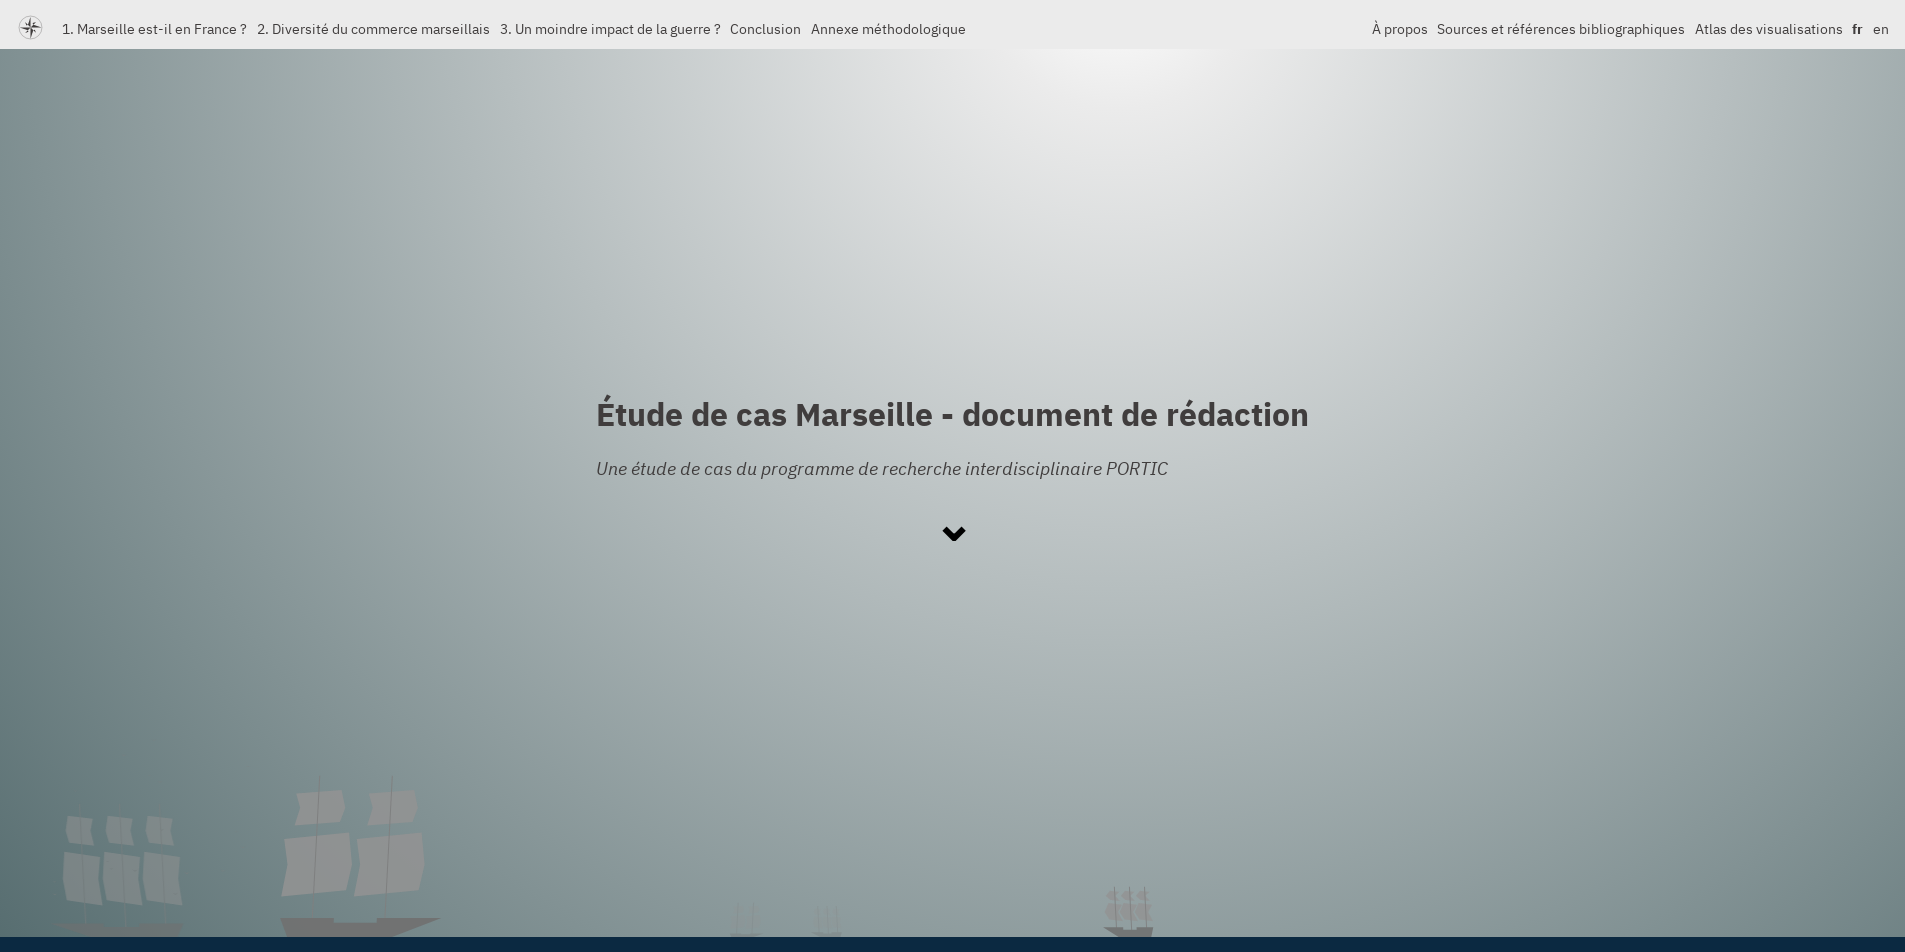 1. Marseille est-il en France ? 2. Diversité du commerce marseillais 3. Un moindre impact de la guerre ? Conclusion Annexe méthodologique À propos Sources et références bibliographiques Atlas des visualisations fr en
Étude de cas Marseille - document de rédaction
Une étude de cas du programme de recherche interdisciplinaire PORTIC